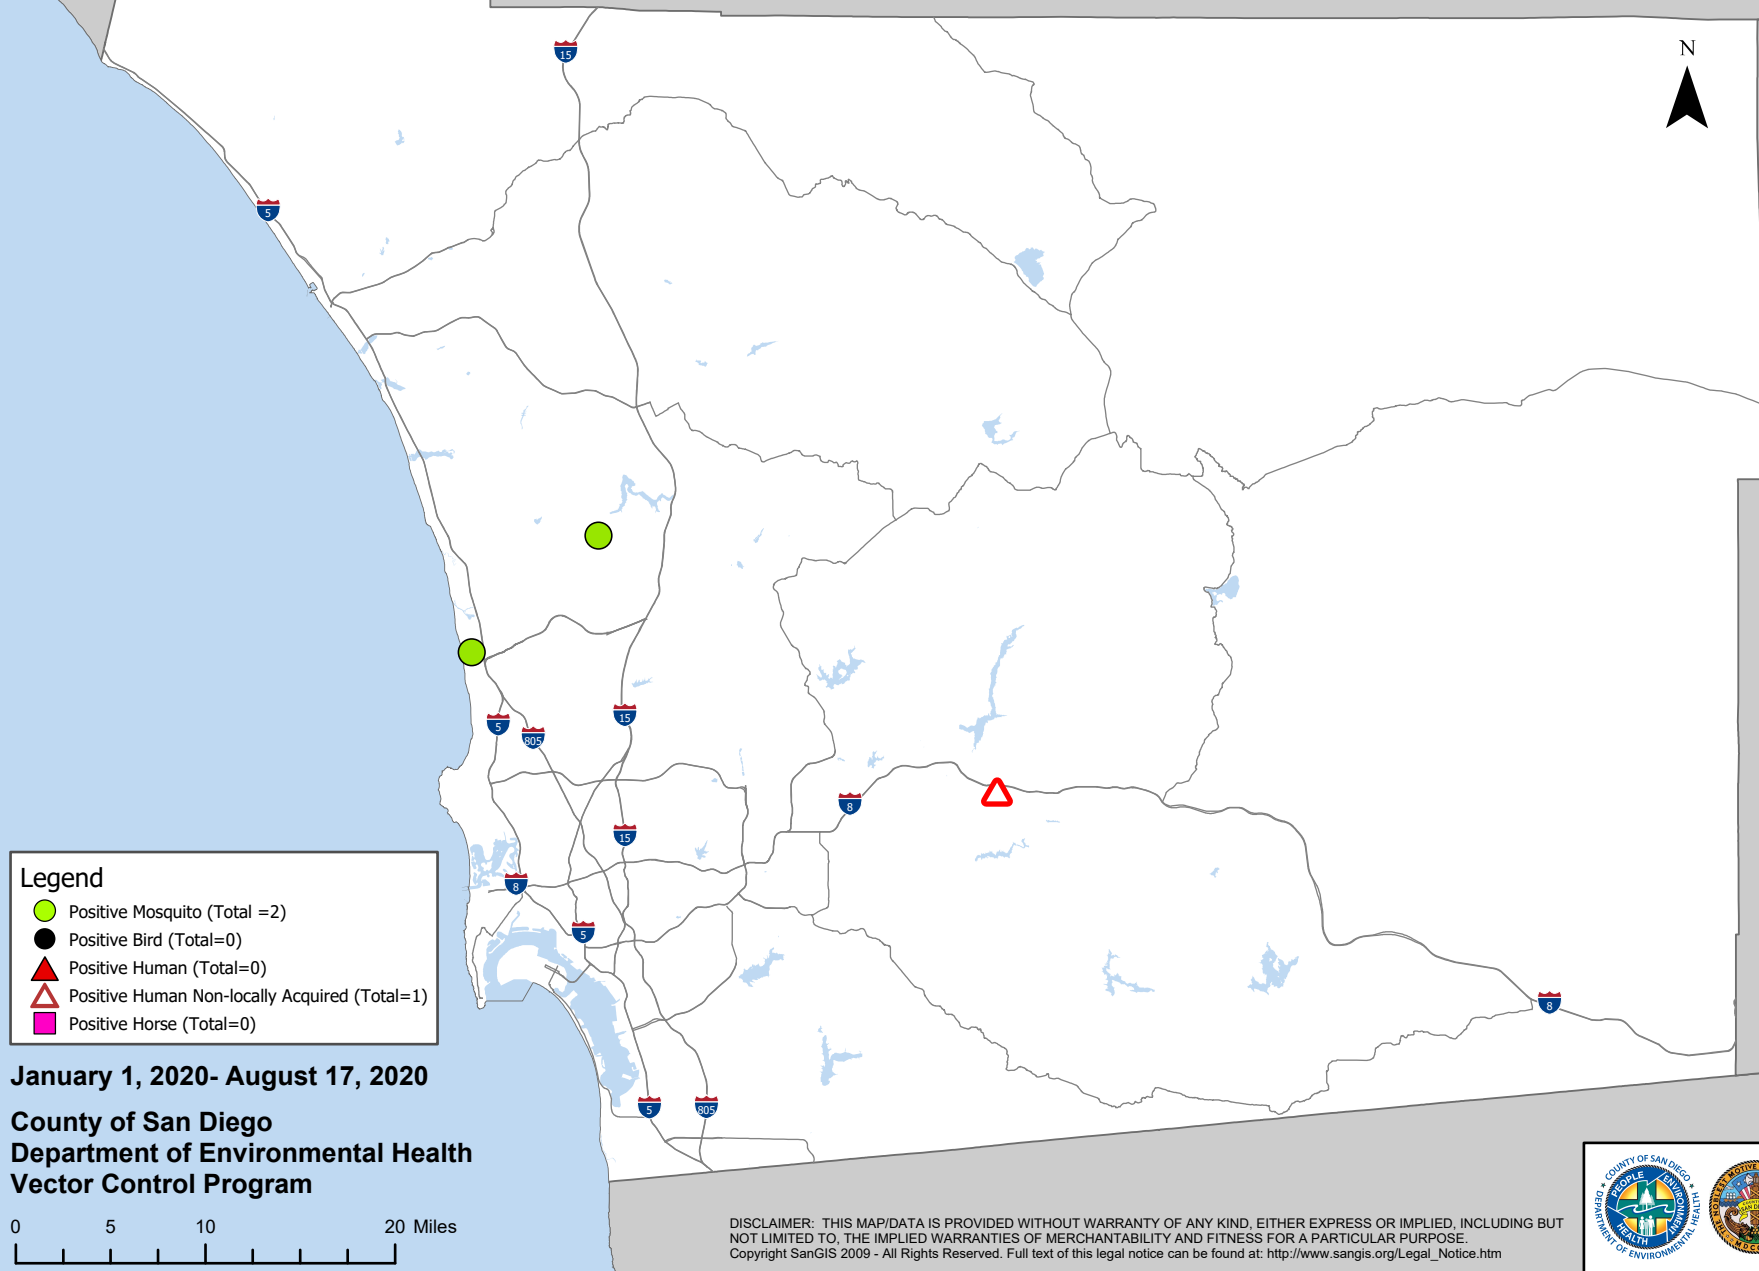 N
15
5
5
805
15
8
15
8
5
8
5
805
Legend
Positive Mosquito (Total =2)
Positive Bird (Total=0)
Positive Human (Total=0)
Positive Human Non-locally Acquired (Total=1)
Positive Horse (Total=0)
January 1, 2020- August 17, 2020
County of San Diego
Department of Environmental Health
Vector Control Program
0 5 10 20 Miles
DISCLAIMER: THIS MAP/DATA IS PROVIDED WITHOUT WARRANTY OF ANY KIND, EITHER EXPRESS OR IMPLIED, INCLUDING BUT
NOT LIMITED TO, THE IMPLIED WARRANTIES OF MERCHANTABILITY AND FITNESS FOR A PARTICULAR PURPOSE.
Copyright SanGIS 2009 - All Rights Reserved. Full text of this legal notice can be found at: http://www.sangis.org/Legal_Notice.htm
COUNTY OF SAN DIEGO
DEPARTMENT OF ENVIRONMENTAL HEALTH
PEOPLE
ENVIRONMENT
HEALTH
THE NOBLEST MOTIVE